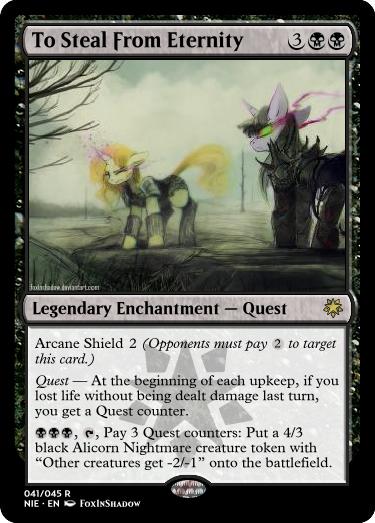 To Steal From Eternity 3
foxinshadow.deviantart.com
Legendary Enchantment — Quest
Arcane Shield 2 (Opponents must pay 2 to target
this card.)
Quest — At the beginning of each upkeep, if you
lost life without being dealt damage last turn,
you get a Quest counter.
, , Pay 3 Quest counters: Put a 4/3
black Alicorn Nightmare creature token with
“Other creatures get -2/-1” onto the battlefield.
041/045 R
NIE • EN FoxInShadow